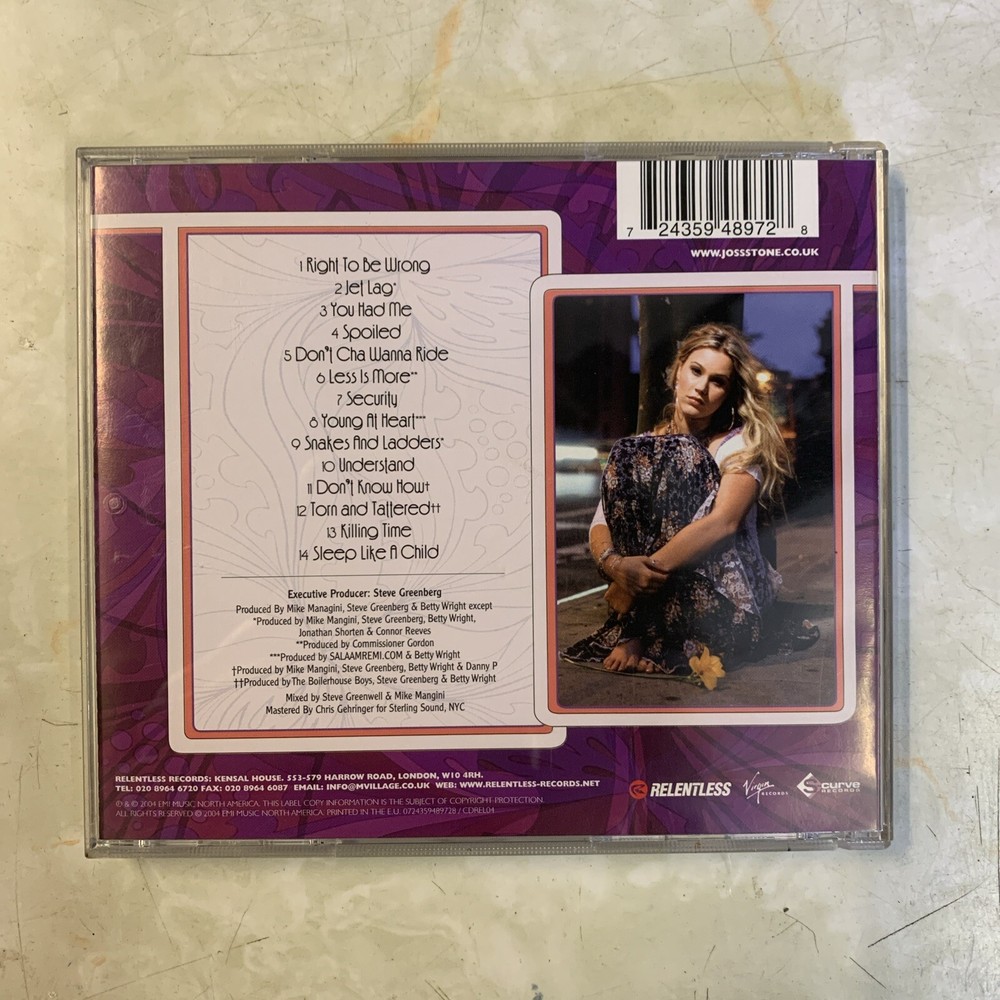 7 24359 48972 8
WWW.JOSSSTONE.CO.UK
1 Right To Be Wrong
2 Jet Lag*
3 You Had Me
4 Spoiled
5 Don't Cha Wanna Ride
6 Less Is More**
7 Security
8 Young At Heart***
9 Snakes And Ladders*
10 Understand
11 Don't Know How†
12 Torn and Tattered††
13 Killing Time
14 Sleep Like A Child
Executive Producer: Steve Greenberg
Produced By Mike Managini, Steve Greenberg & Betty Wright except
*Produced by Mike Mangini, Steve Greenberg, Betty Wright,
Jonathan Shorten & Connor Reeves
**Produced by Commissioner Gordon
***Produced by SALAAMREMI.COM & Betty Wright
†Produced by Mike Mangini, Steve Greenberg, Betty Wright & Danny P
††Produced by The Boilerhouse Boys, Steve Greenberg & Betty Wright
Mixed by Steve Greenwell & Mike Mangini
Mastered By Chris Gehringer for Sterling Sound, NYC
RELENTLESS RECORDS: KENSAL HOUSE. 553-579 HARROW ROAD, LONDON, W10 4RH.
TEL: 020 8964 6720 FAX: 020 8964 6087 EMAIL: INFO@MVILLAGE.CO.UK WEB: WWW.RELENTLESS-RECORDS.NET
℗ & © 2004 EMI MUSIC NORTH AMERICA. THIS LABEL COPY INFORMATION IS THE SUBJECT OF COPYRIGHT PROTECTION.
ALL RIGHTS RESERVED © 2004 EMI MUSIC NORTH AMERICA. PRINTED IN THE E.U. 0724359489728 / CDREL04
RELENTLESS
Virgin RECORDS
S curve RECORDS